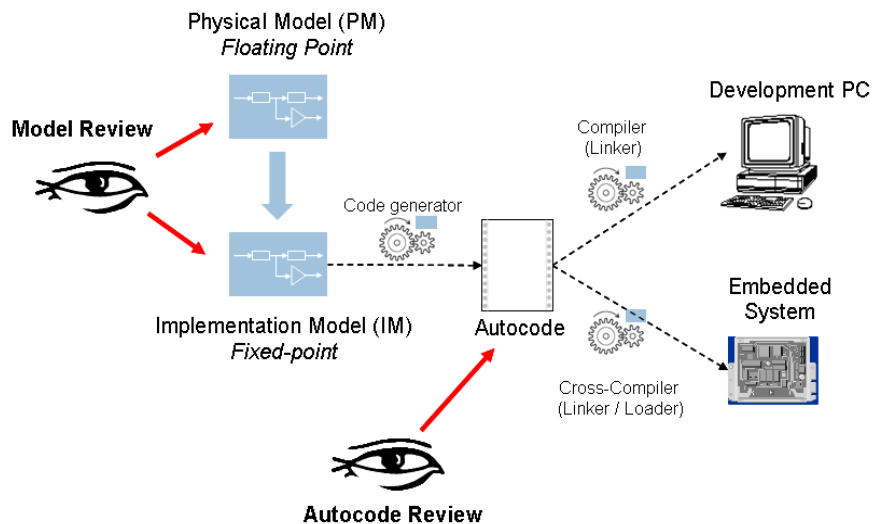 Physical Model (PM)
Floating Point
Model Review
Development PC
Compiler
(Linker)
Code generator
Implementation Model (IM)
Fixed-point
Autocode
Embedded
System
Cross-Compiler
(Linker / Loader)
Autocode Review